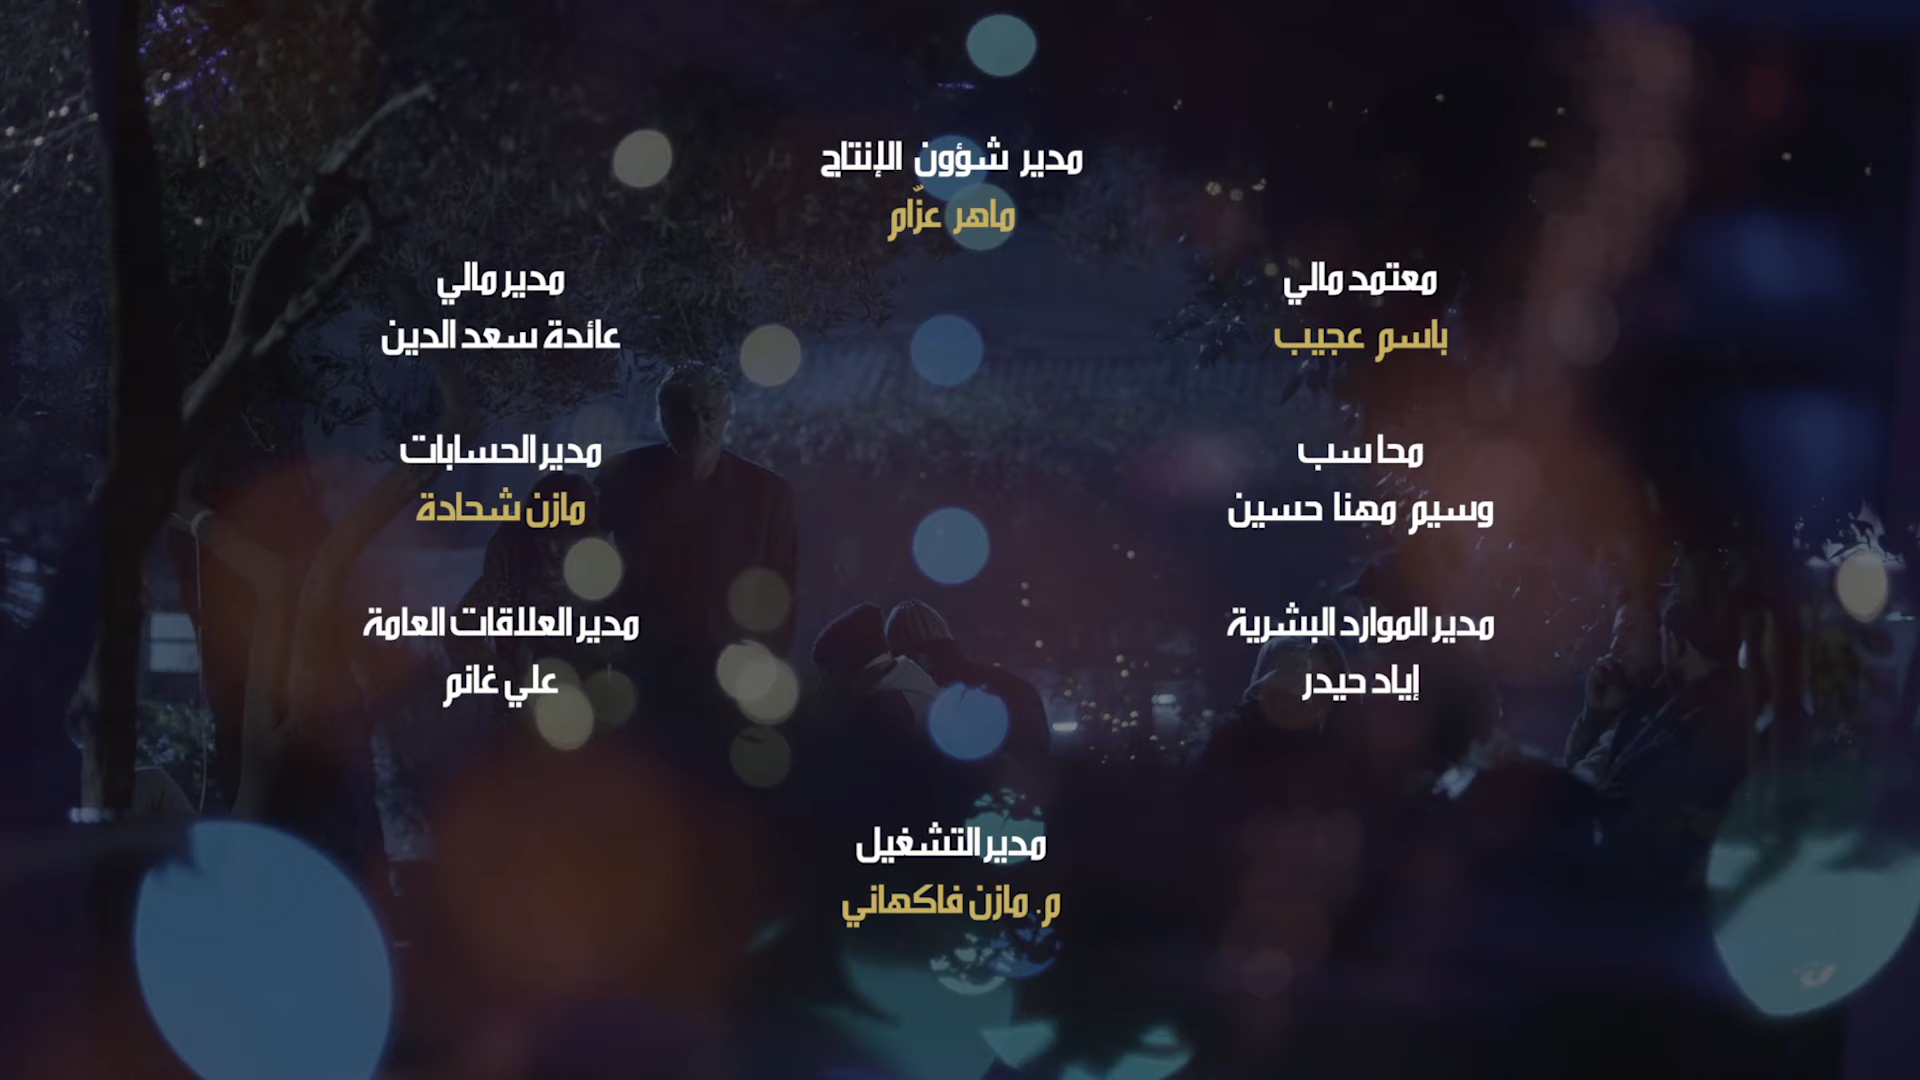 مدير شؤون الإنتاج
ماهر عزّام
معتمد مالي
باسم عجيب
مدير مالي
عائدة سعد الدين
محاسب
وسيم مهنا حسين
مدير الحسابات
مازن شحادة
مدير الموارد البشرية
إياد حيدر
مدير العلاقات العامة
علي غانم
مدير التشغيل
م. مازن فاكهاني